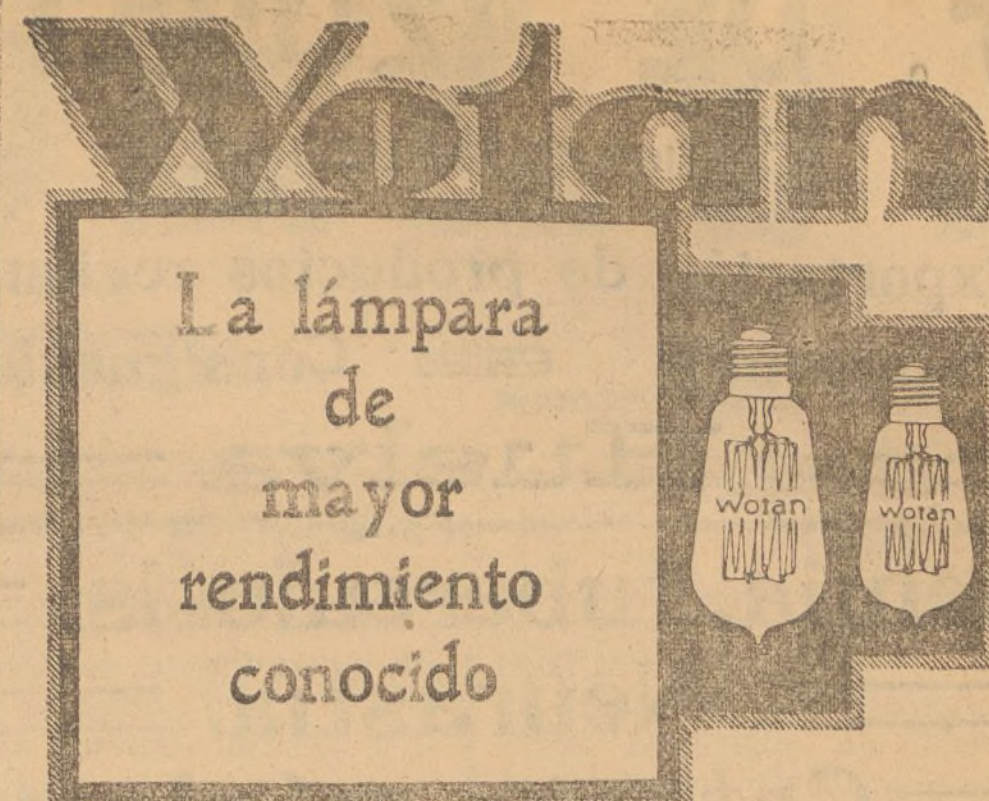 Wotan
La lámpara
de
mayor
rendimiento
conocido
Wotan
Wotan